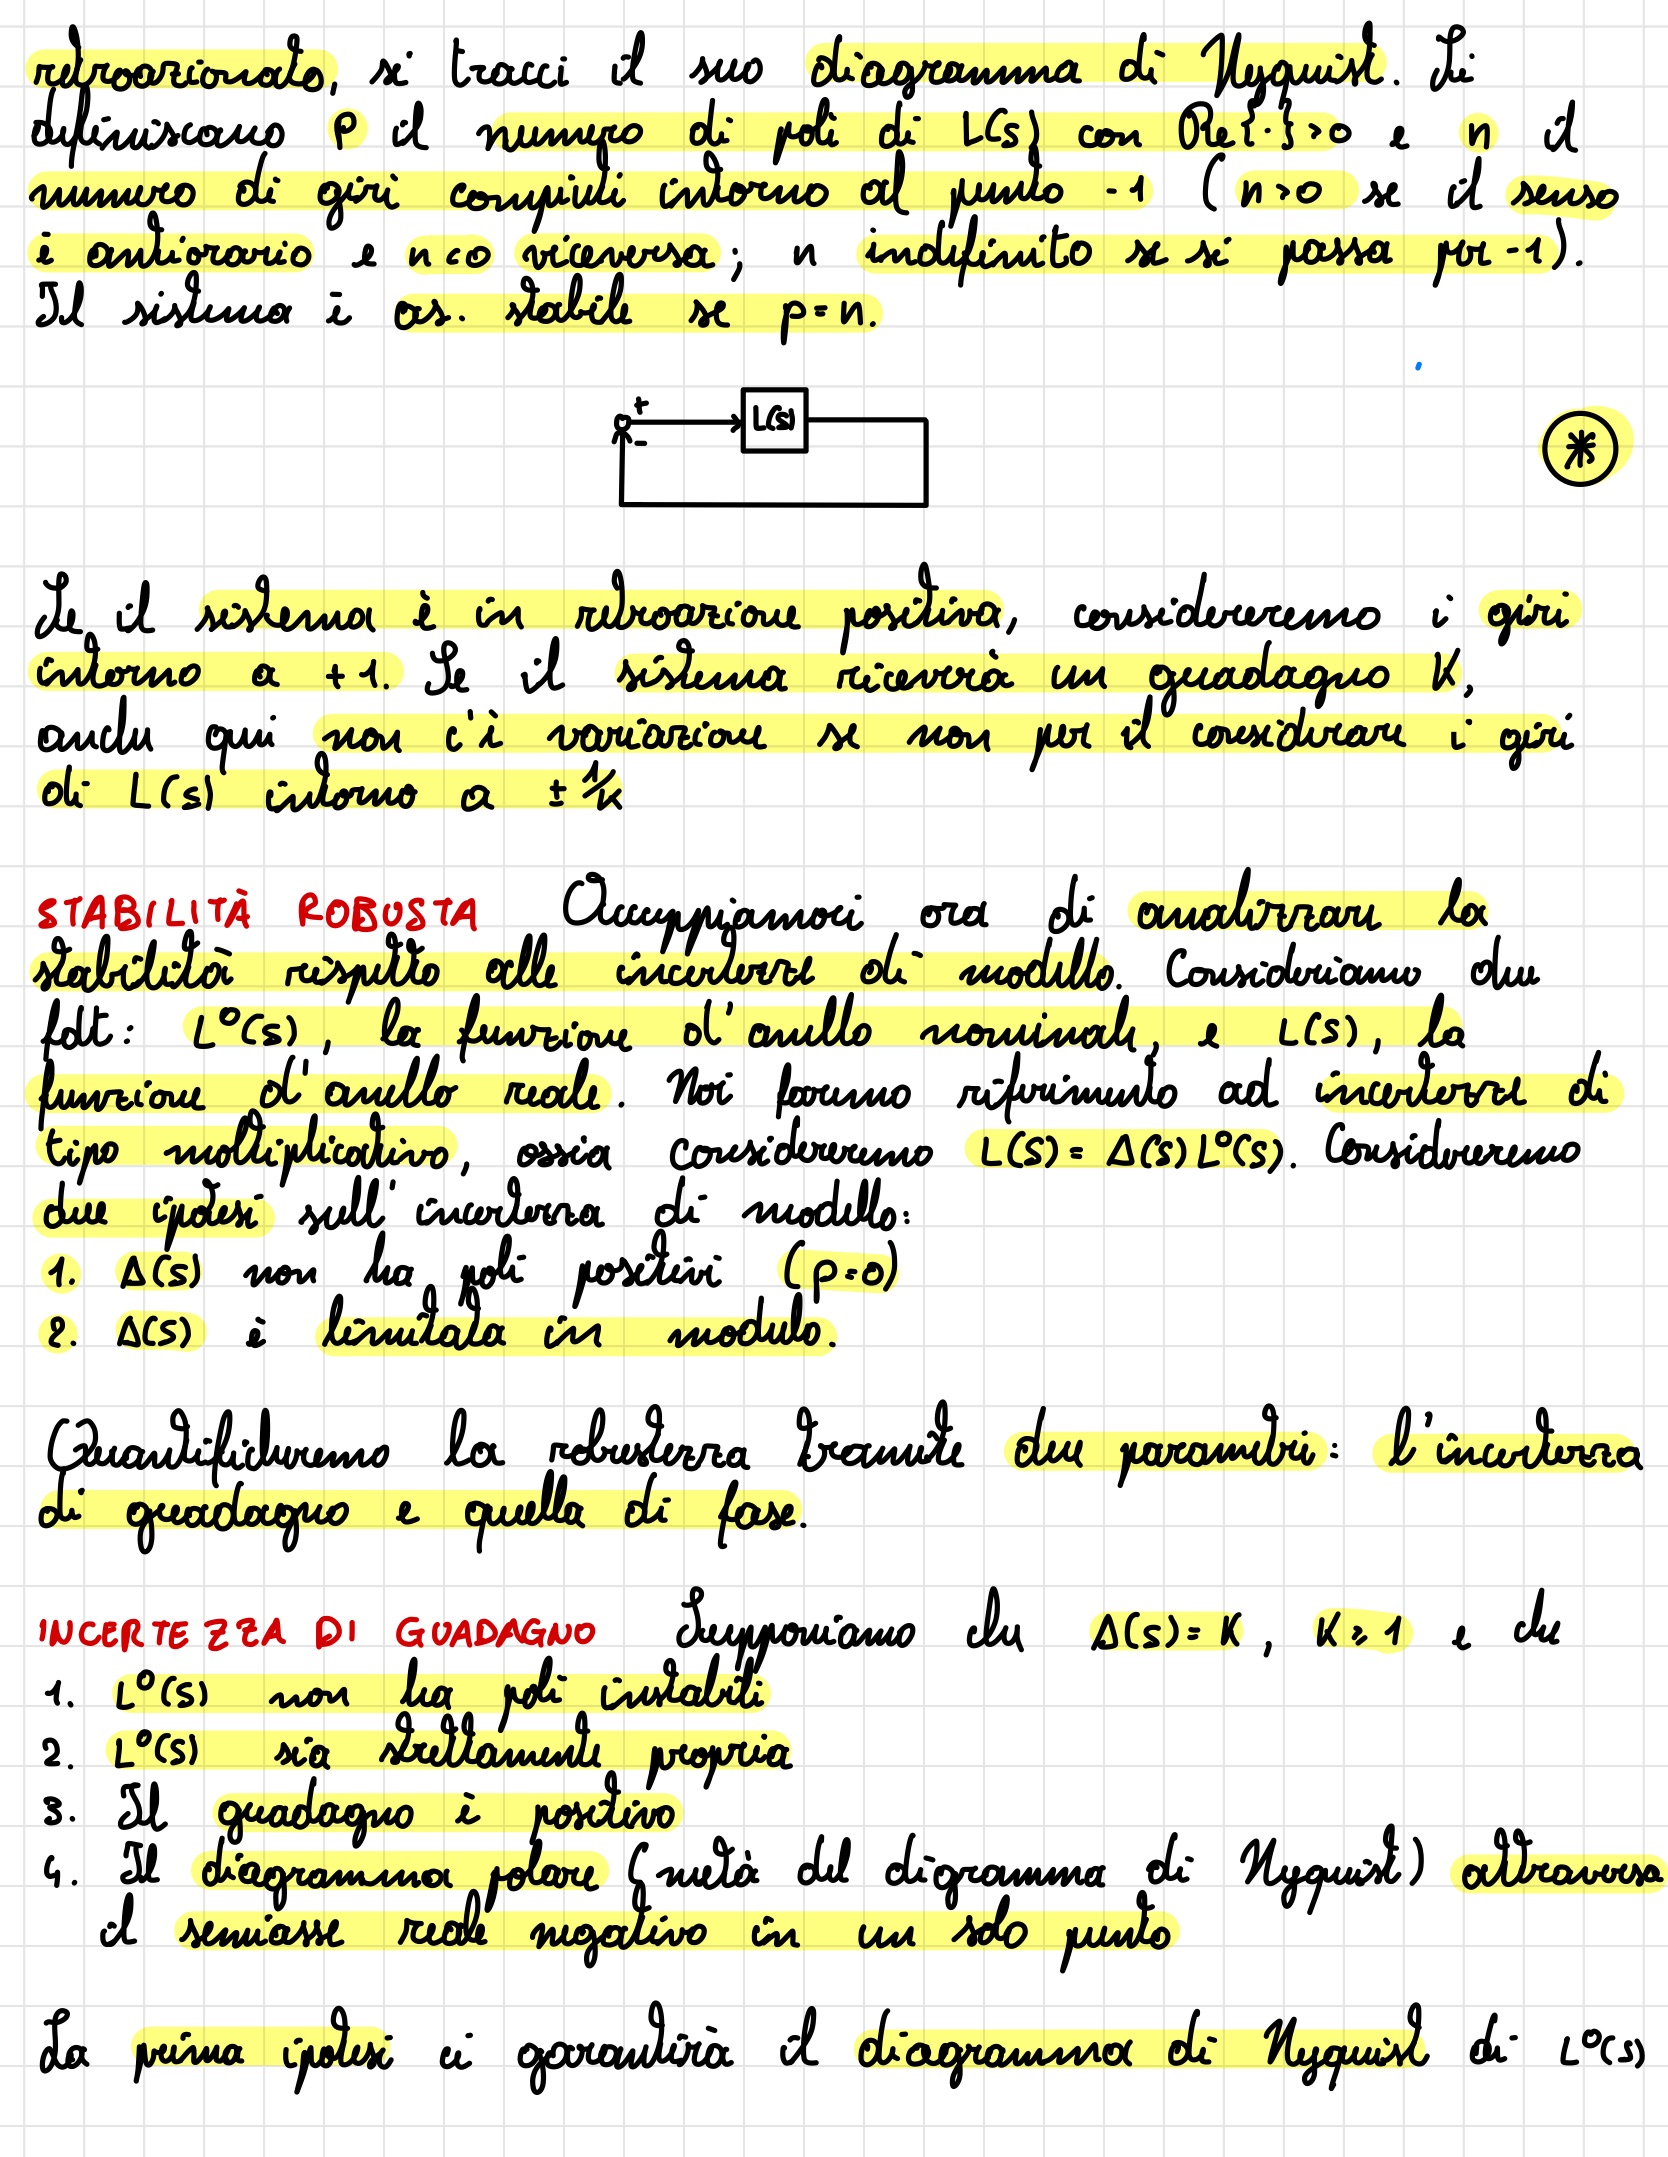 retroazionato, si tracci il suo diagramma di Nyquist. Si
definiscano P il numero di poli di L(s) con Re{·}>0 e n il
numero di giri compiuti intorno al punto -1 (n>0 se il senso
è antiorario e n<0 viceversa; n indefinito se si passa per -1).
Il sistema è as. stabile se p=n.
+ L(s)
-
*
Se il sistema è in retroazione positiva, considereremo i giri
intorno a +1. Se il sistema riceverà un guadagno K,
anche qui non c'è variazione se non per il considerare i giri
di L(s) intorno a ± 1/K
STABILITÀ ROBUSTA Occuppiamoci ora di analizzare la
stabilità rispetto alle incertezze di modello. Consideriamo due
fdt: L°(s), la funzione d'anello nominale, e L(s), la
funzione d'anello reale. Noi faremo riferimento ad incertezze di
tipo moltiplicativo, ossia considereremo L(s) = Δ(s)L°(s). Considereremo
due ipotesi sull'incertezza di modello:
1. Δ(s) non ha poli positivi (p=0)
2. Δ(s) è limitata in modulo.
Quantificheremo la robustezza tramite due parametri: l'incertezza
di guadagno e quella di fase.
INCERTEZZA DI GUADAGNO Supponiamo che Δ(s)=K, K≥1 e che
1. L°(s) non ha poli instabili
2. L°(s) sia strettamente propria
3. Il guadagno è positivo
4. Il diagramma polare (metà del digramma di Nyquist) attraversa
il semiasse reale negativo in un solo punto
La prima ipotesi ci garantirà il diagramma di Nyquist di L°(s)